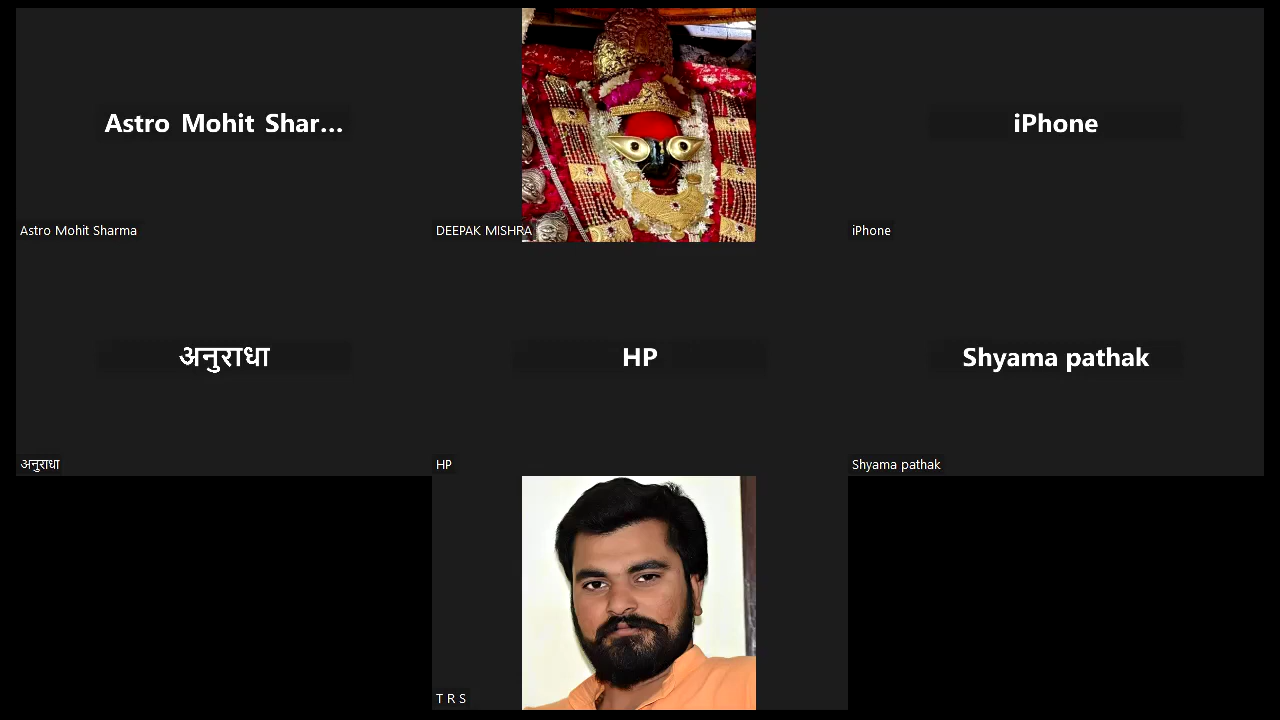 Astro Mohit Shar...
Astro Mohit Sharma
DEEPAK MISHRA
iPhone
iPhone
अनुराधा
अनुराधा
HP
HP
Shyama pathak
Shyama pathak
T R S